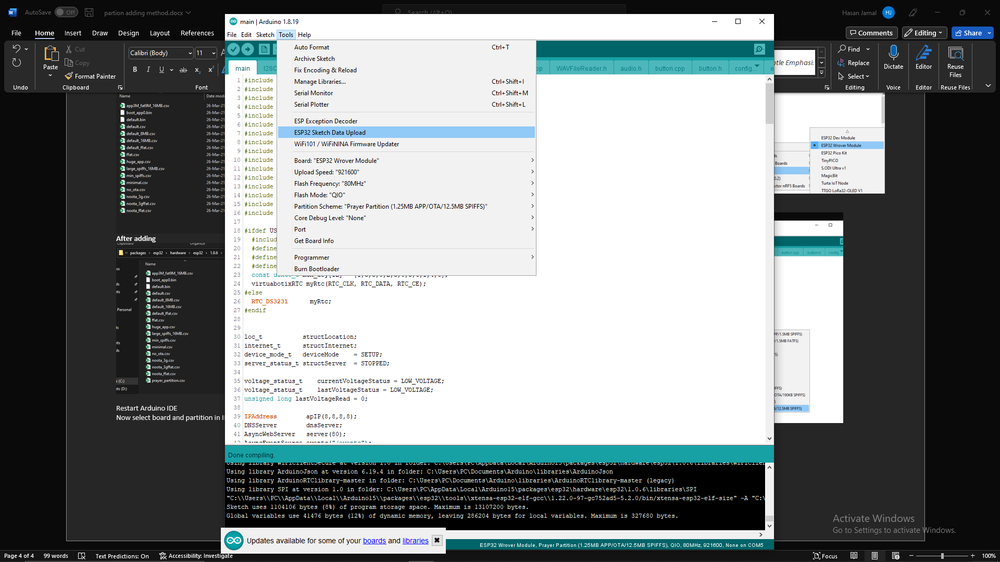 AutoSave Off partion adding method.docx
Search (Alt+Q)
Hasan Jamal HJ
File Home Insert Draw Design Layout References
Comments Editing Share
Undo
Paste
Cut
Copy
Format Painter
Clipboard
Calibri (Body) 11
B I U ab x₂ x²
Font
Find
Replace
Select
Editing
Dictate
Voice
Editor
Editor
Reuse Files
Reuse Files
Name Date modi
app3M_fat9M_16MB.csv 26-Mar-21
boot_app0.bin 26-Mar-21
default.bin 26-Mar-21
default.csv 26-Mar-21
default_8MB.csv 26-Mar-21
default_16MB.csv 26-Mar-21
default_ffat.csv 26-Mar-21
ffat.csv 26-Mar-21
huge_app.csv 26-Mar-21
large_spiffs_16MB.csv 26-Mar-21
min_spiffs.csv 26-Mar-21
minimal.csv 26-Mar-21
no_ota.csv 26-Mar-21
noota_3g.csv 26-Mar-21
noota_3gffat.csv 26-Mar-21
noota_ffat.csv 26-Mar-21
After adding
Clipboard Organize
packages > esp32 > hardware > esp32 > 1.0.6 >
Name
app3M_fat9M_16MB.csv
boot_app0.bin
default.bin
default.csv
default_8MB.csv
default_16MB.csv
default_ffat.csv
ffat.csv
huge_app.csv
large_spiffs_16MB.csv
min_spiffs.csv
minimal.csv
no_ota.csv
noota_3g.csv
noota_3gffat.csv
noota_ffat.csv
prayer_partition.csv
Personal
(C:)
(D:)
Restart Arduino IDE
Now select board and partition in
main | Arduino 1.8.19
File Edit Sketch Tools Help
main WAVFileReader.h audio.h button.cpp button.h config...
Auto Format Ctrl+T
Archive Sketch
Fix Encoding & Reload
Manage Libraries... Ctrl+Shift+I
Serial Monitor Ctrl+Shift+M
Serial Plotter Ctrl+Shift+L
ESP Exception Decoder
ESP32 Sketch Data Upload
WiFi101 / WiFiNINA Firmware Updater
Board: "ESP32 Wrover Module"
Upload Speed: "921600"
Flash Frequency: "80MHz"
Flash Mode: "QIO"
Partition Scheme: "Prayer Partition (1.25MB APP/OTA/12.5MB SPIFFS)"
Core Debug Level: "None"
Port
Get Board Info
Programmer
Burn Bootloader
1 #include
2 #include
3 #include
4 #include
5 #include
6 #include
7 #include
8 #include
9 #include
10 #include
11 #include
12 #include
13 #include
14 #include
15 #include
16 #include
17
18 #ifdef US
19 #includ
20 #define
21 #define
22 #define
23 const
24 virtuabotixRTC myRtc(RTC_CLK, RTC_DATA, RTC_CE);
25 #else
26 RTC_DS3231 myRtc;
27 #endif
28
29
30 loc_t structLocation;
31 internet_t structInternet;
32 device_mode_t deviceMode = SETUP;
33 server_status_t structServer = STOPPED;
34
35 voltage_status_t currentVoltageStatus = LOW_VOLTAGE;
36 voltage_status_t lastVoltageStatus = LOW_VOLTAGE;
37 unsigned long lastVoltageRead = 0;
38
39 IPAddress apIP(8,8,8,8);
40 DNSServer dnsServer;
41 AsyncWebServer server(80);
42 AsyncEventSource events("/events");
Done compiling.
Using library WiFiClientSecure at version 1.0 in folder: C:\Users\PC\AppData\Local\Arduino15\packages\esp32\hardware\esp32\1.0.6\libraries\WiFiClien
Using library ArduinoJson at version 6.19.4 in folder: C:\Users\PC\Documents\Arduino\libraries\ArduinoJson
Using library ArduinoRTClibrary-master in folder: C:\Users\PC\Documents\Arduino\libraries\ArduinoRTClibrary-master (legacy)
Using library SPI at version 1.0 in folder: C:\Users\PC\AppData\Local\Arduino15\packages\esp32\hardware\esp32\1.0.6\libraries\SPI
"C:\\Users\\PC\\AppData\\Local\\Arduino15\\packages\\esp32\\tools\\xtensa-esp32-elf-gcc\\1.22.0-97-gc752ad5-5.2.0/bin/xtensa-esp32-elf-size" -A "C:\
Sketch uses 1104106 bytes (8%) of program storage space. Maximum is 13107200 bytes.
Global variables use 41476 bytes (12%) of dynamic memory, leaving 286204 bytes for local variables. Maximum is 327680 bytes.
Updates available for some of your boards and libraries
ESP32 Wrover Module, Prayer Partition (1.25MB APP/OTA/12.5MB SPIFFS), QIO, 80MHz, 921600, None on COM5
ESP32 Dev Module
ESP32 Wrover Module
ESP32 Pico Kit
TinyPICO
S.ODI Ultra v1
MagicBit
Turta IoT Node
TTGO LoRa32-OLED V1
Boards
ctor nRF5 Boards
button.cpp button.h config
PP/1.5MB SPIFFS)
/1.5MB FATFS)
OTA/190KB SPIFFS)
A/12.5MB SPIFFS)
Activate Windows
Go to Settings to activate Windows.
Page 4 of 4 99 words Text Predictions: On Accessibility: Investigate
Focus 100%